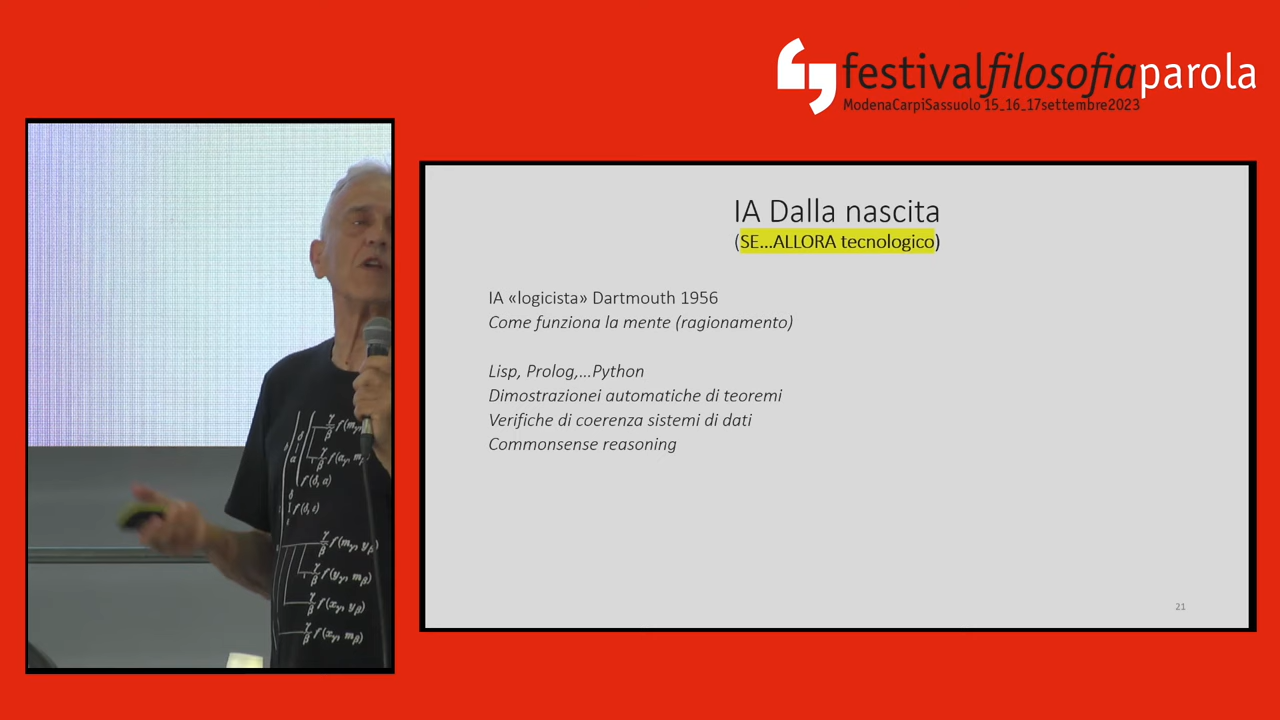 festivalfilosofiaparola
ModenaCarpiSassuolo 15_16_17settembre2023
IA Dalla nascita
(SE...ALLORA tecnologico)
IA «logicista» Dartmouth 1956
Come funziona la mente (ragionamento)
Lisp, Prolog,...Python
Dimostrazionei automatiche di teoremi
Verifiche di coerenza sistemi di dati
Commonsense reasoning
21
f(δ, α)